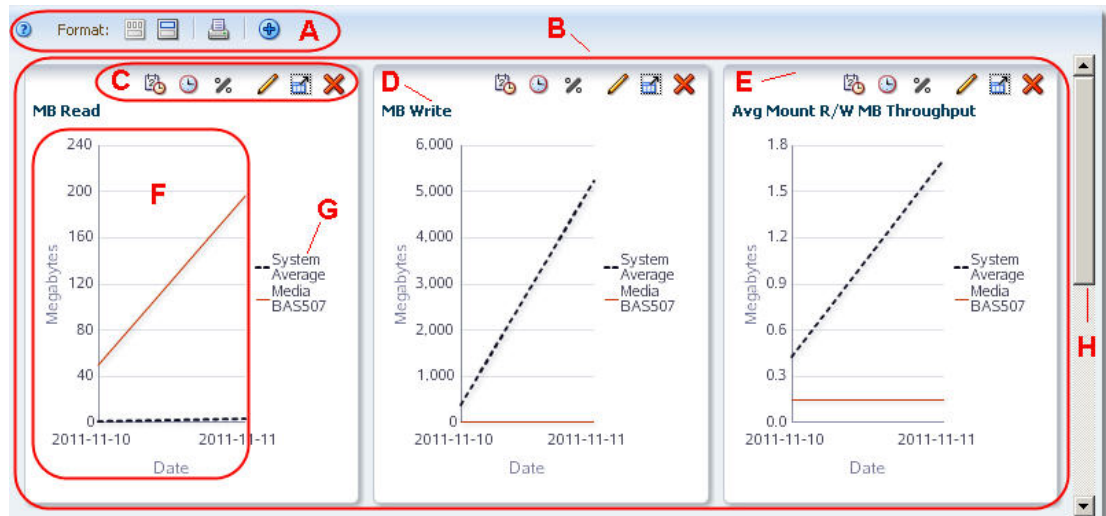 B
Format:
A
C
D
E
MB Read
MB Write
Avg Mount R/W MB Throughput
240
200
160
120
80
40
0
Megabytes
2011-11-10
2011-11-11
Date
F
G
System
Average
Media
BAS507
6,000
5,000
4,000
3,000
2,000
1,000
0
Megabytes
2011-11-10
2011-11-11
Date
System
Average
Media
BAS507
1.8
1.5
1.2
0.9
0.6
0.3
0.0
Megabytes
2011-11-10
2011-11-11
Date
System
Average
Media
BAS507
H